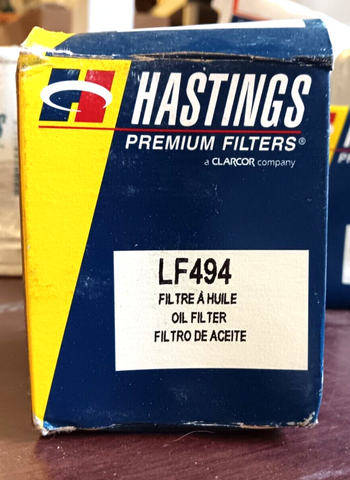 HASTINGS
PREMIUM FILTERS®
a CLARCOR company
LF494
FILTRE À HUILE
OIL FILTER
FILTRO DE ACEITE